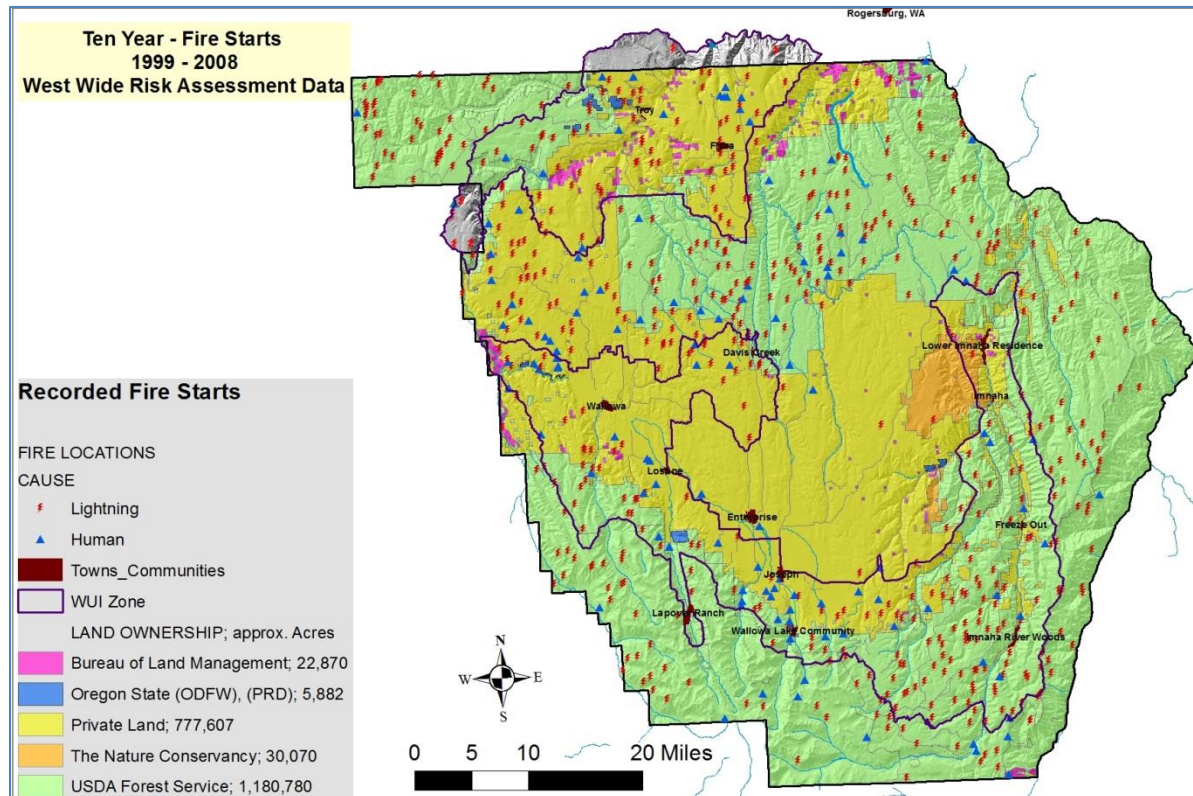 Rogersburg, WA
Ten Year - Fire Starts
1999 - 2008
West Wide Risk Assessment Data
Troy
Flora
Lower Imnaha Residence
Davis Creek
Imnaha
Wallowa
Lostine
Enterprise
Freeze Out
Joseph
Lapover Ranch
Wallowa Lake Community
Imnaha River Woods
Recorded Fire Starts
FIRE LOCATIONS
CAUSE
Lightning
Human
Towns_Communities
WUI Zone
LAND OWNERSHIP; approx. Acres
Bureau of Land Management; 22,870
Oregon State (ODFW), (PRD); 5,882
Private Land; 777,607
The Nature Conservancy; 30,070
USDA Forest Service; 1,180,780
N
W E
S
0 5 10 20 Miles